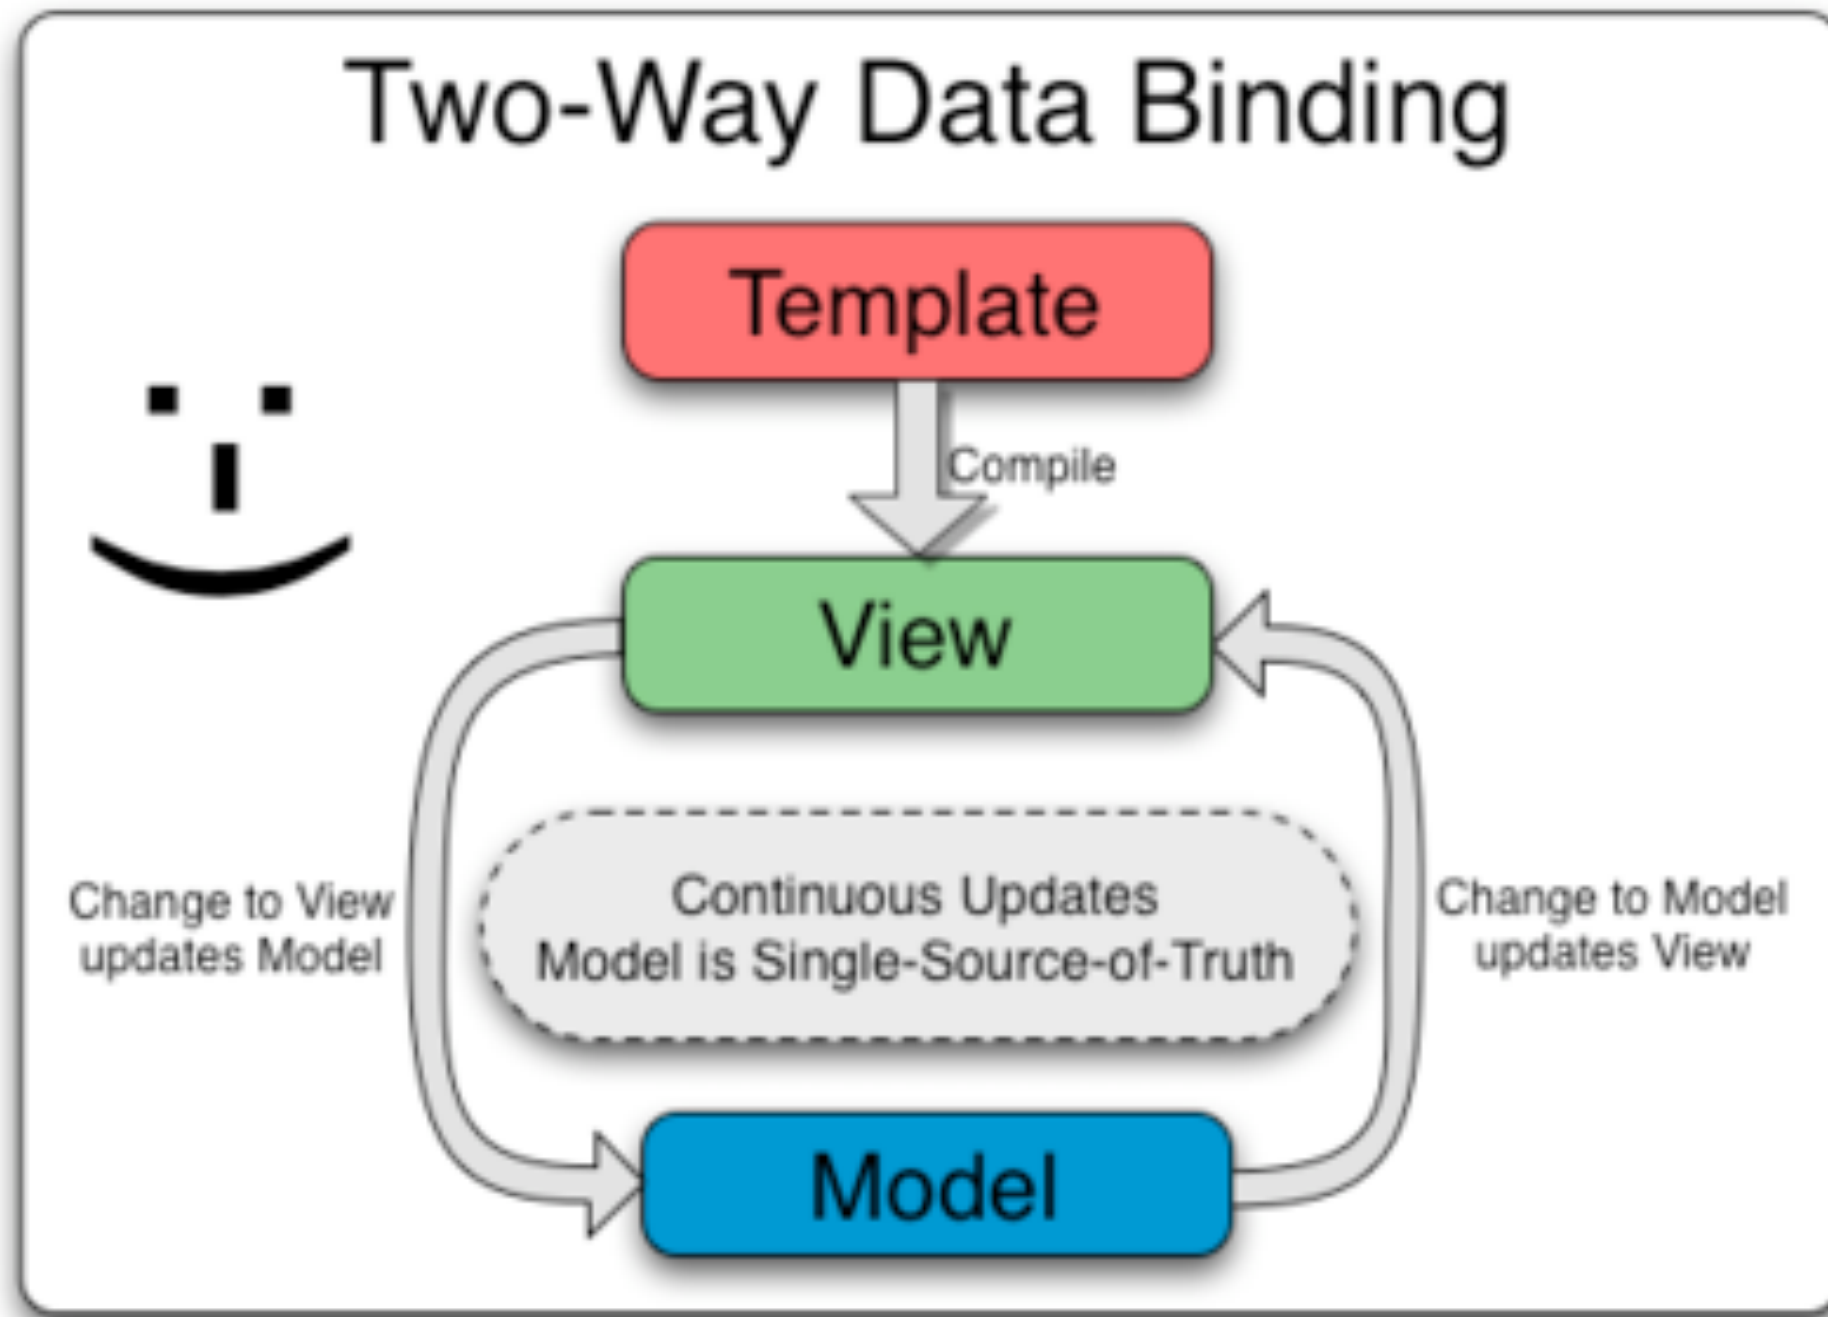 Two-Way Data Binding
Template
Compile
View
Change to View
updates Model
Continuous Updates
Model is Single-Source-of-Truth
Change to Model
updates View
Model